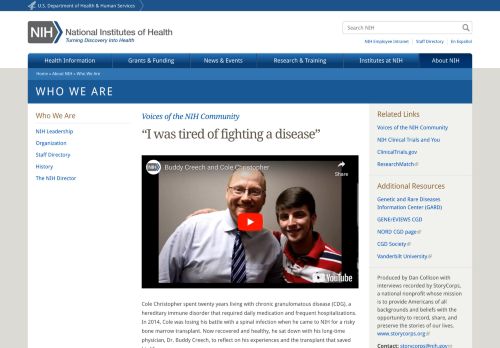 U.S. Department of Health & Human Services
NIH National Institutes of Health
Turning Discovery Into Health
Search NIH
NIH Employee Intranet | Staff Directory | En Español
Health Information
Grants & Funding
News & Events
Research & Training
Institutes at NIH
About NIH
Home » About NIH » Who We Are
WHO WE ARE
Who We Are
NIH Leadership
Organization
Staff Directory
History
The NIH Director
Voices of the NIH Community
“I was tired of fighting a disease”
NIH Buddy Creech and Cole Christopher
Share
YouTube
Cole Christopher spent twenty years living with chronic granulomatous disease (CDG), a
hereditary immune disorder that required daily medication and frequent hospitalizations.
In 2014, Cole was losing his battle with a spinal infection when he came to NIH for a risky
bone marrow transplant. Now recovered and healthy, he sat down with his long-time
physician, Dr. Buddy Creech, to reflect on his experiences and the transplant that saved
Related Links
Voices of the NIH Community
NIH Clinical Trials and You
ClinicalTrials.gov
ResearchMatch
Additional Resources
Genetic and Rare Diseases
Information Center (GARD)
GENE/EVIEWS CGD
NORD CGD page
CGD Society
Vanderbilt University
Produced by Dan Collison with
interviews recorded by StoryCorps,
a national nonprofit whose mission
is to provide Americans of all
backgrounds and beliefs with the
opportunity to record, share, and
preserve the stories of our lives.
www.storycorps.org
Contact: storycorps@nih.gov